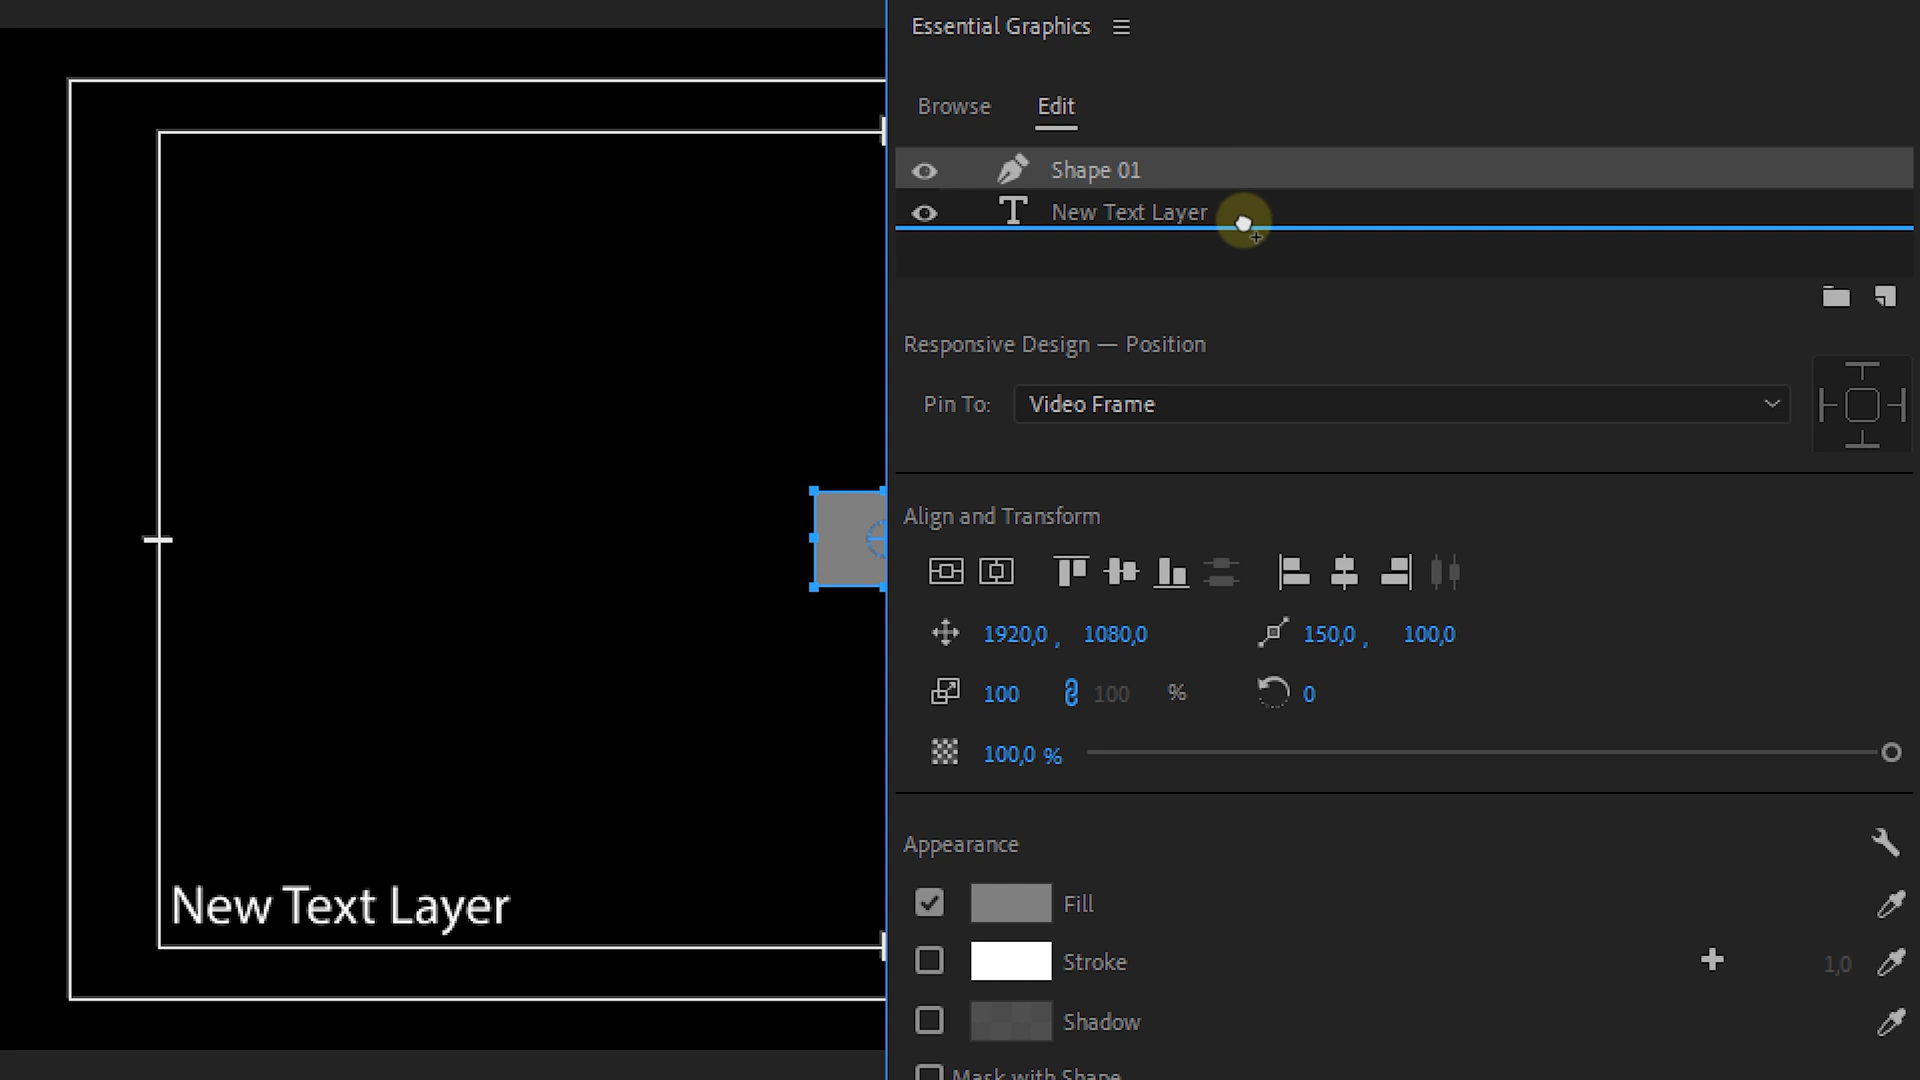 Essential Graphics
Browse Edit
Shape 01
New Text Layer
Responsive Design — Position
Pin To: Video Frame
Align and Transform
1920,0 , 1080,0 150,0 , 100,0
100 100 % 0
100,0 %
Appearance
Fill
Stroke 1,0
Shadow
Mask with Shape
New Text Layer